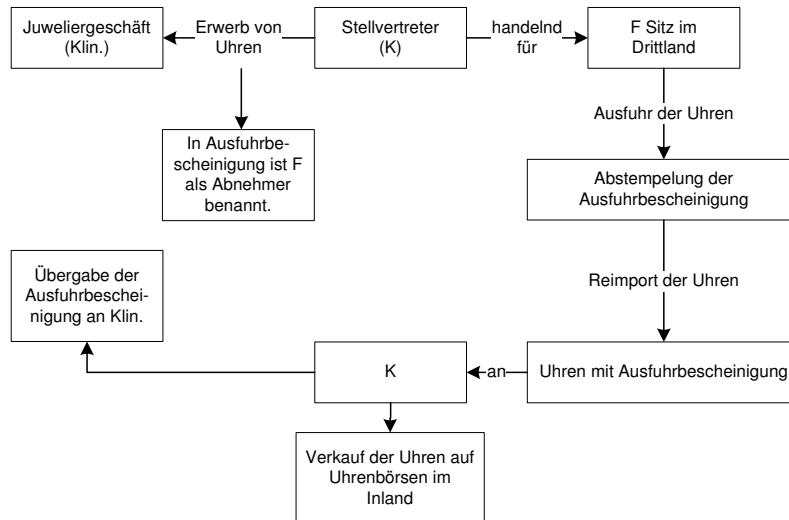 Juweliergeschäft
(Klin.)
Erwerb von
Uhren
Stellvertreter
(K)
handelnd
für
F Sitz im
Drittland
In Ausfuhrbe-
scheinigung ist F
als Abnehmer
benannt.
Ausfuhr der Uhren
Abstempelung der
Ausfuhrbescheinigung
Reimport der Uhren
Übergabe der
Ausfuhrbeschei-
nigung an Klin.
K
an
Uhren mit Ausfuhrbescheinigung
Verkauf der Uhren auf
Uhrenbörsen im
Inland